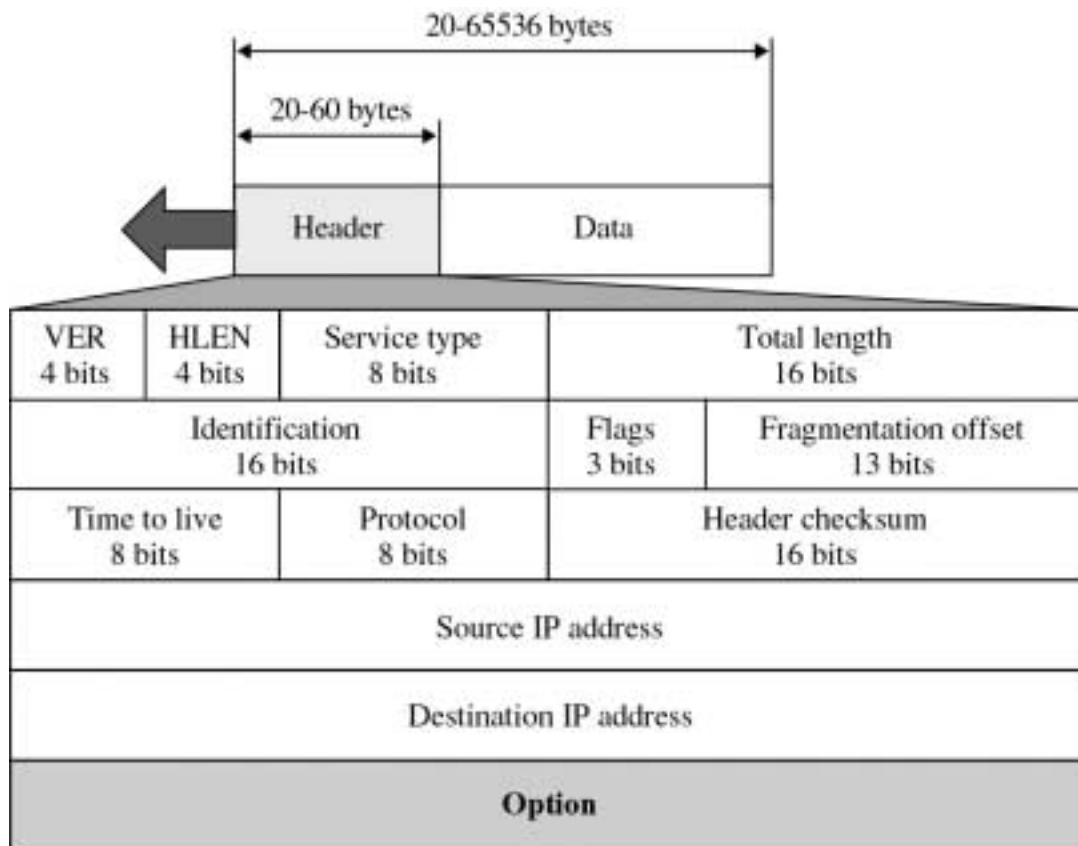 20-65536 bytes
20-60 bytes
Header
Data
VER
4 bits
HLEN
4 bits
Service type
8 bits
Total length
16 bits
Identification
16 bits
Flags
3 bits
Fragmentation offset
13 bits
Time to live
8 bits
Protocol
8 bits
Header checksum
16 bits
Source IP address
Destination IP address
Option